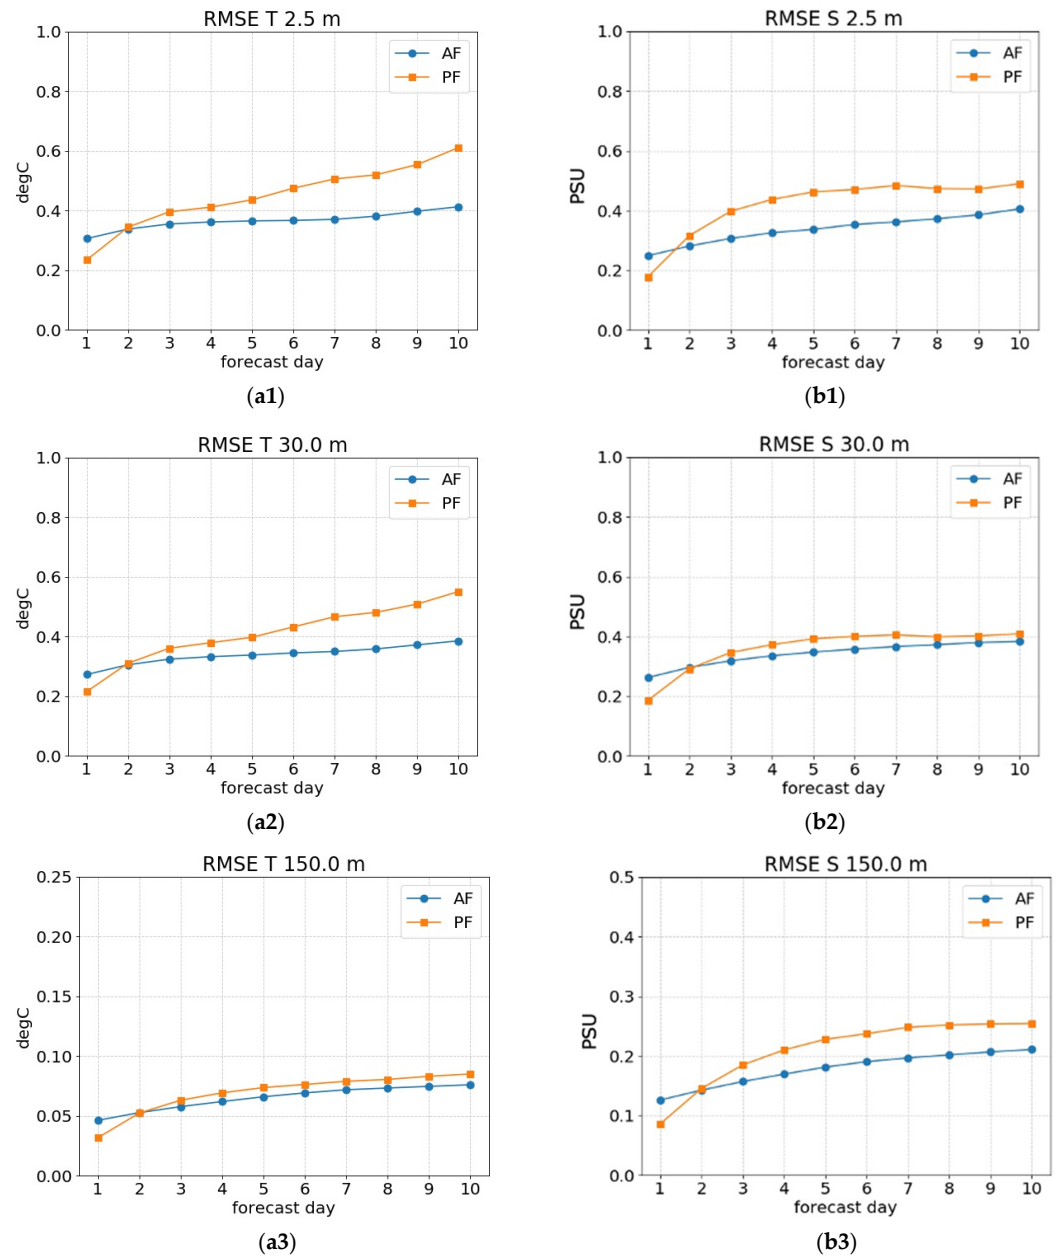 RMSE T 2.5 m
1.0
0.8
0.6
0.4
0.2
0.0
degC
AF
PF
1 2 3 4 5 6 7 8 9 10
forecast day
(a1)
RMSE S 2.5 m
1.0
0.8
0.6
0.4
0.2
0.0
PSU
AF
PF
1 2 3 4 5 6 7 8 9 10
forecast day
(b1)
RMSE T 30.0 m
1.0
0.8
0.6
0.4
0.2
0.0
degC
AF
PF
1 2 3 4 5 6 7 8 9 10
forecast day
(a2)
RMSE S 30.0 m
1.0
0.8
0.6
0.4
0.2
0.0
PSU
AF
PF
1 2 3 4 5 6 7 8 9 10
forecast day
(b2)
RMSE T 150.0 m
0.25
0.20
0.15
0.10
0.05
0.00
degC
AF
PF
1 2 3 4 5 6 7 8 9 10
forecast day
(a3)
RMSE S 150.0 m
0.5
0.4
0.3
0.2
0.1
0.0
PSU
AF
PF
1 2 3 4 5 6 7 8 9 10
forecast day
(b3)